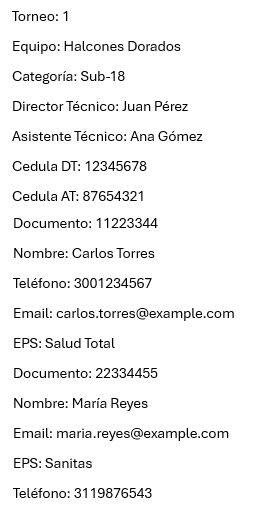 Torneo: 1
Equipo: Halcones Dorados
Categoría: Sub-18
Director Técnico: Juan Pérez
Asistente Técnico: Ana Gómez
Cedula DT: 12345678
Cedula AT: 87654321
Documento: 11223344
Nombre: Carlos Torres
Teléfono: 3001234567
Email: carlos.torres@example.com
EPS: Salud Total
Documento: 22334455
Nombre: María Reyes
Email: maria.reyes@example.com
EPS: Sanitas
Teléfono: 3119876543